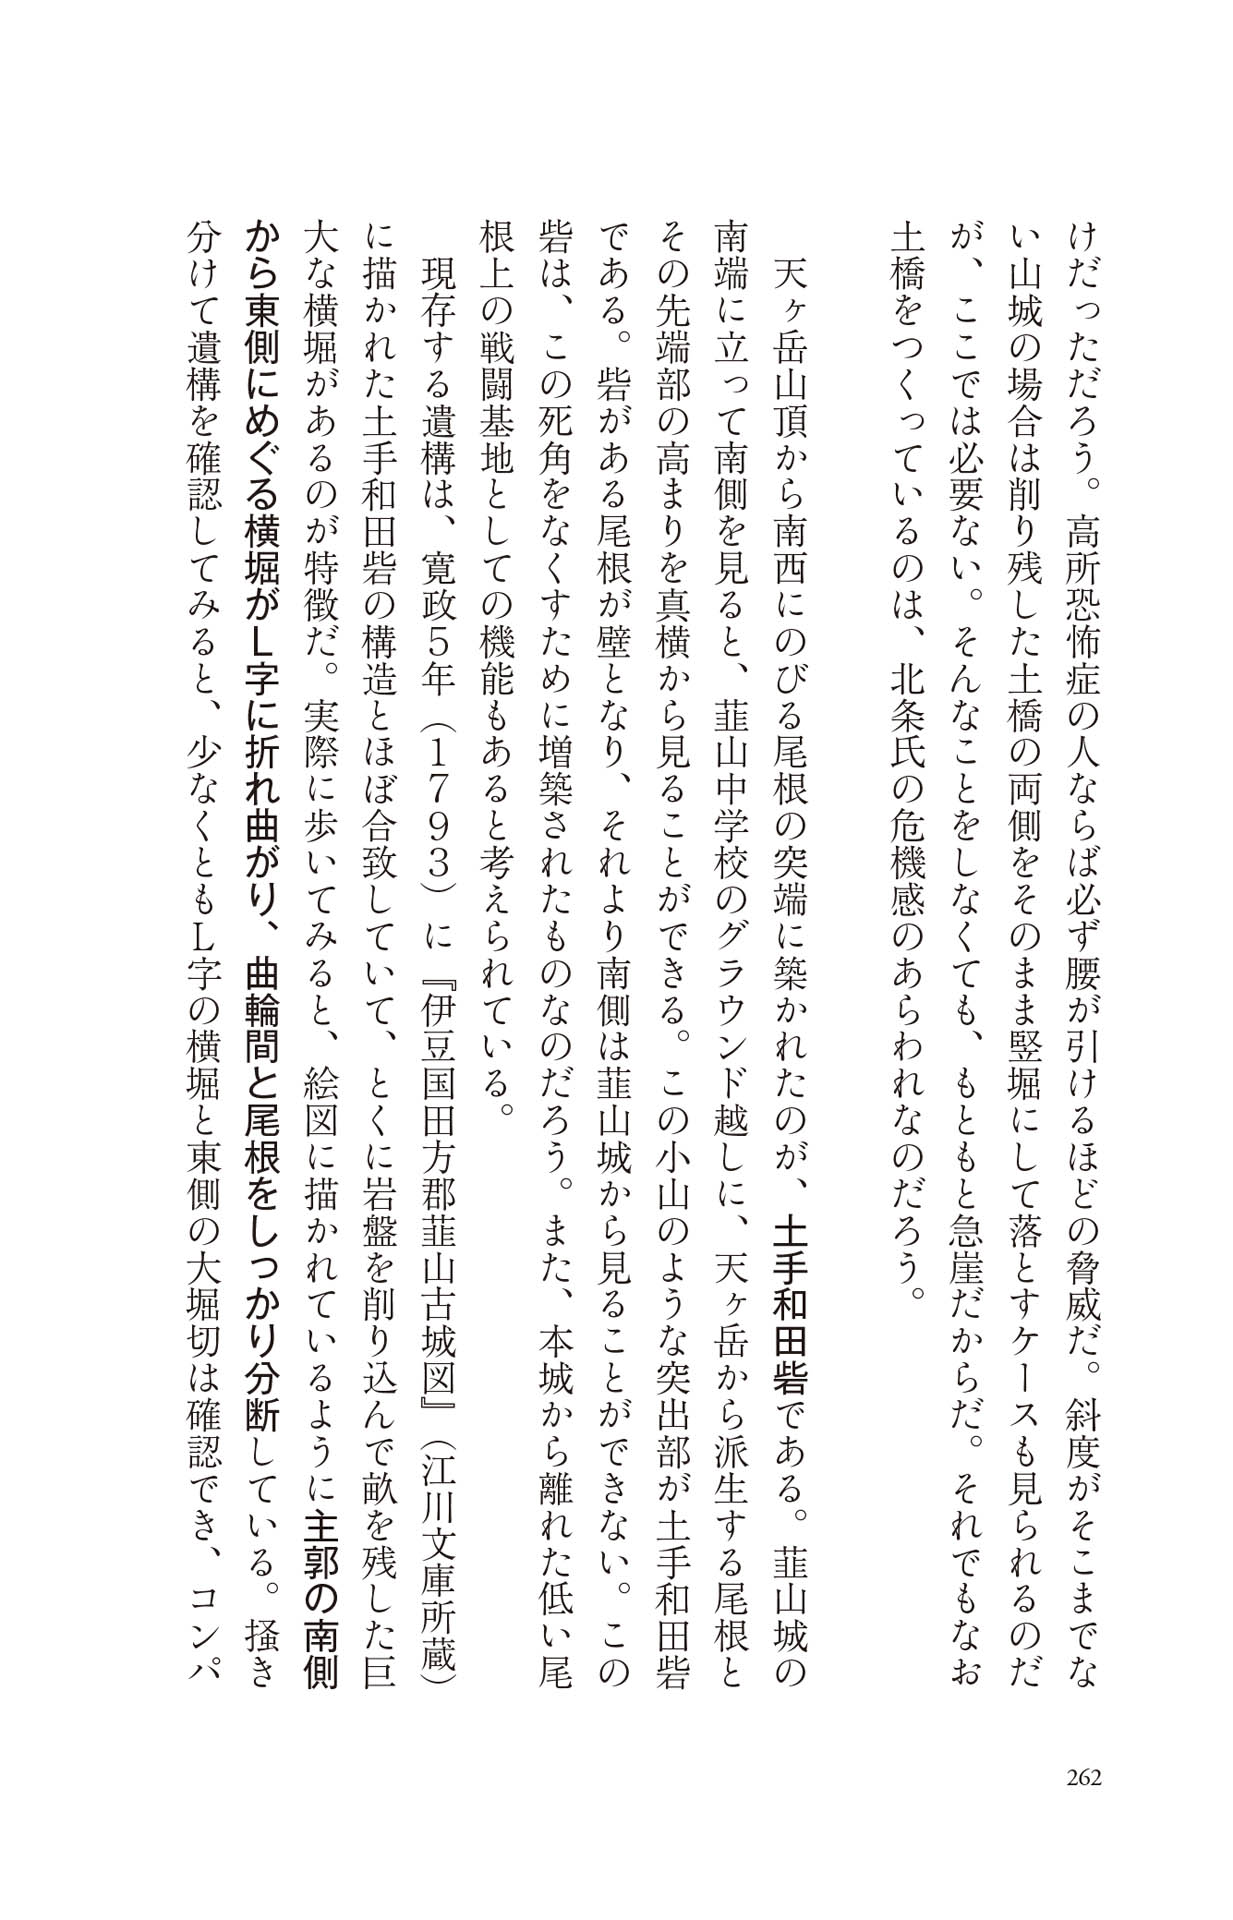 けだっただろう。高所恐怖症の人ならば必ず腰が引けるほどの脅威だ。斜度がそこまでな
い山城の場合は削り残した土橋の両側をそのまま竪堀にして落とすケースも見られるのだ
が、ここでは必要ない。そんなことをしなくても、もともと急崖だからだ。それでもなお
土橋をつくっているのは、北条氏の危機感のあらわれなのだろう。
天ヶ岳山頂から南西にのびる尾根の突端に築かれたのが、土手和田砦である。韮山城の
南端に立って南側を見ると、韮山中学校のグラウンド越しに、天ヶ岳から派生する尾根と
その先端部の高まりを真横から見ることができる。この小山のような突出部が土手和田砦
である。砦がある尾根が壁となり、それより南側は韮山城から見ることができない。この
砦は、この死角をなくすために増築されたものなのだろう。また、本城から離れた低い尾
根上の戦闘基地としての機能もあると考えられている。
現存する遺構は、寛政５年（１７９３）に『伊豆国田方郡韮山古城図』（江川文庫所蔵）
に描かれた土手和田砦の構造とほぼ合致していて、とくに岩盤を削り込んで畝を残した巨
大な横堀があるのが特徴だ。実際に歩いてみると、絵図に描かれているように主郭の南側
から東側にめぐる横堀がＬ字に折れ曲がり、曲輪間と尾根をしっかり分断している。掻き
分けて遺構を確認してみると、少なくともＬ字の横堀と東側の大堀切は確認でき、コンパ
262